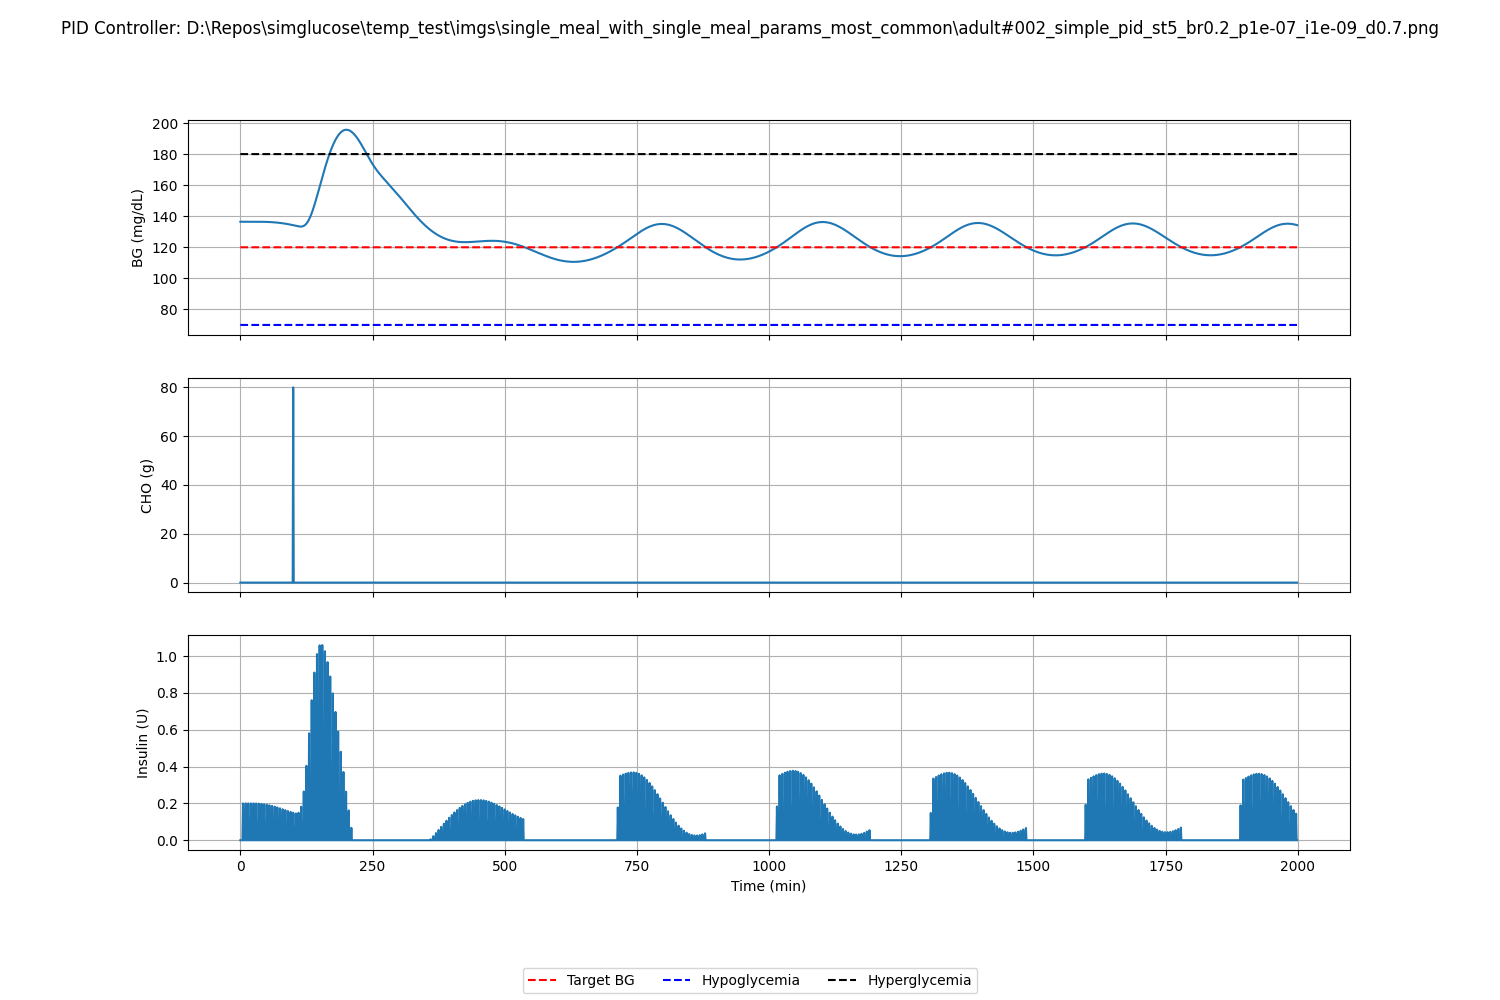 PID Controller: D:\Repos\simglucose\temp_test\imgs\single_meal_with_single_meal_params_most_common\adult#002_simple_pid_st5_br0.2_p1e-07_i1e-09_d0.7.png
200
180
160
140
120
100
80
BG (mg/dL)
80
60
40
20
0
CHO (g)
1.0
0.8
0.6
0.4
0.2
0.0
Insulin (U)
0 250 500 750 1000 1250 1500 1750 2000
Time (min)
Target BG Hypoglycemia Hyperglycemia